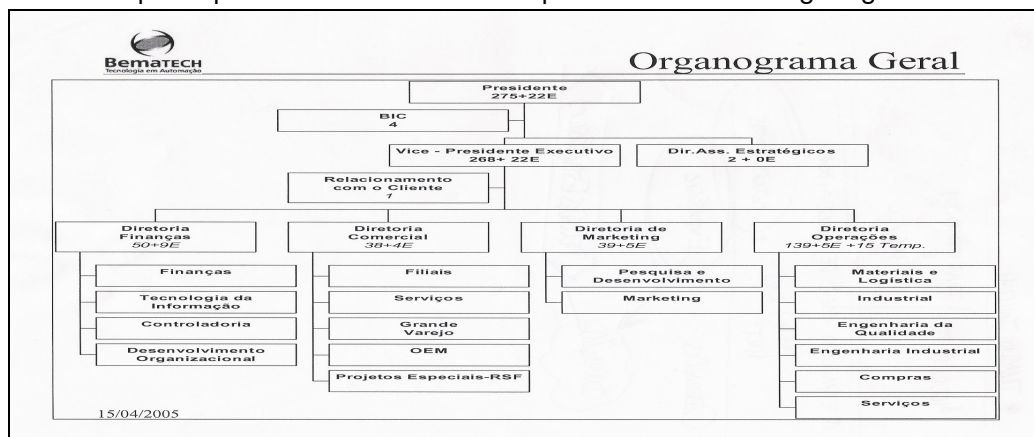 BEMATECH
Tecnologia em Automação
Organograma Geral
Presidente
275+22E
BIC
4
Vice - Presidente Executivo
268+ 22E
Dir.Ass. Estratégicos
2 + 0E
Relacionamento
com o Cliente
1
Diretoria
Finanças
50+9E
Diretoria
Comercial
38+4E
Diretoria de
Marketing
39+5E
Diretoria
Operações
139+5E +15 Temp.
Finanças
Tecnologia da
Informação
Controladoria
Desenvolvimento
Organizacional
Filiais
Serviços
Grande
Varejo
OEM
Projetos Especiais-RSF
Pesquisa e
Desenvolvimento
Marketing
Materiais e
Logística
Industrial
Engenharia da
Qualidade
Engenharia Industrial
Compras
Serviços
15/04/2005